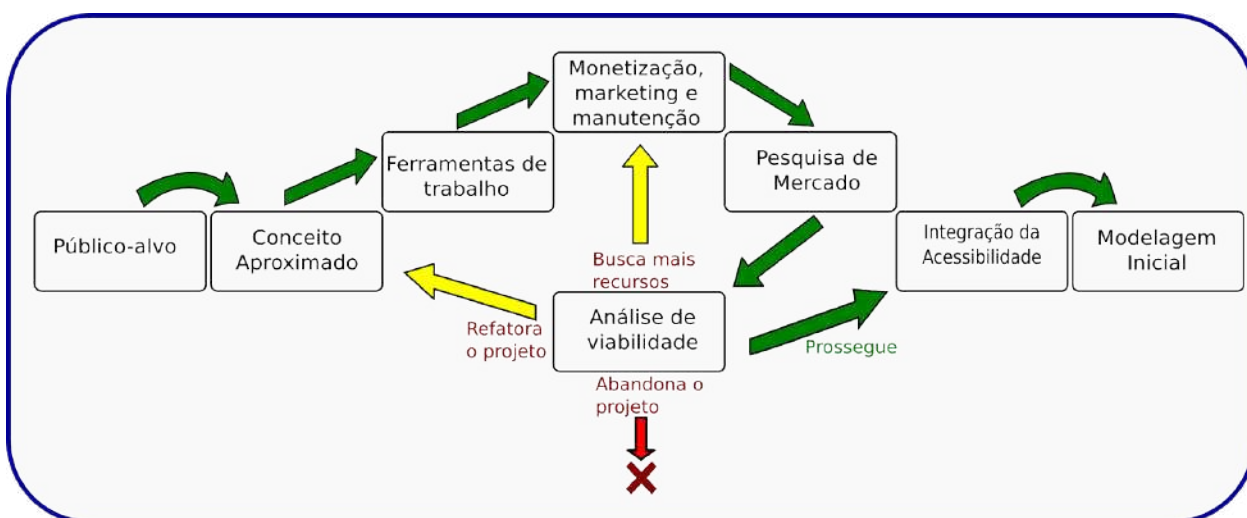 Público-alvo
Conceito
Aproximado
Ferramentas de
trabalho
Monetização,
marketing e
manutenção
Pesquisa de
Mercado
Busca mais
recursos
Refatora
o projeto
Análise de
viabilidade
Abandona o
projeto
Prossegue
Integração da
Acessibilidade
Modelagem
Inicial